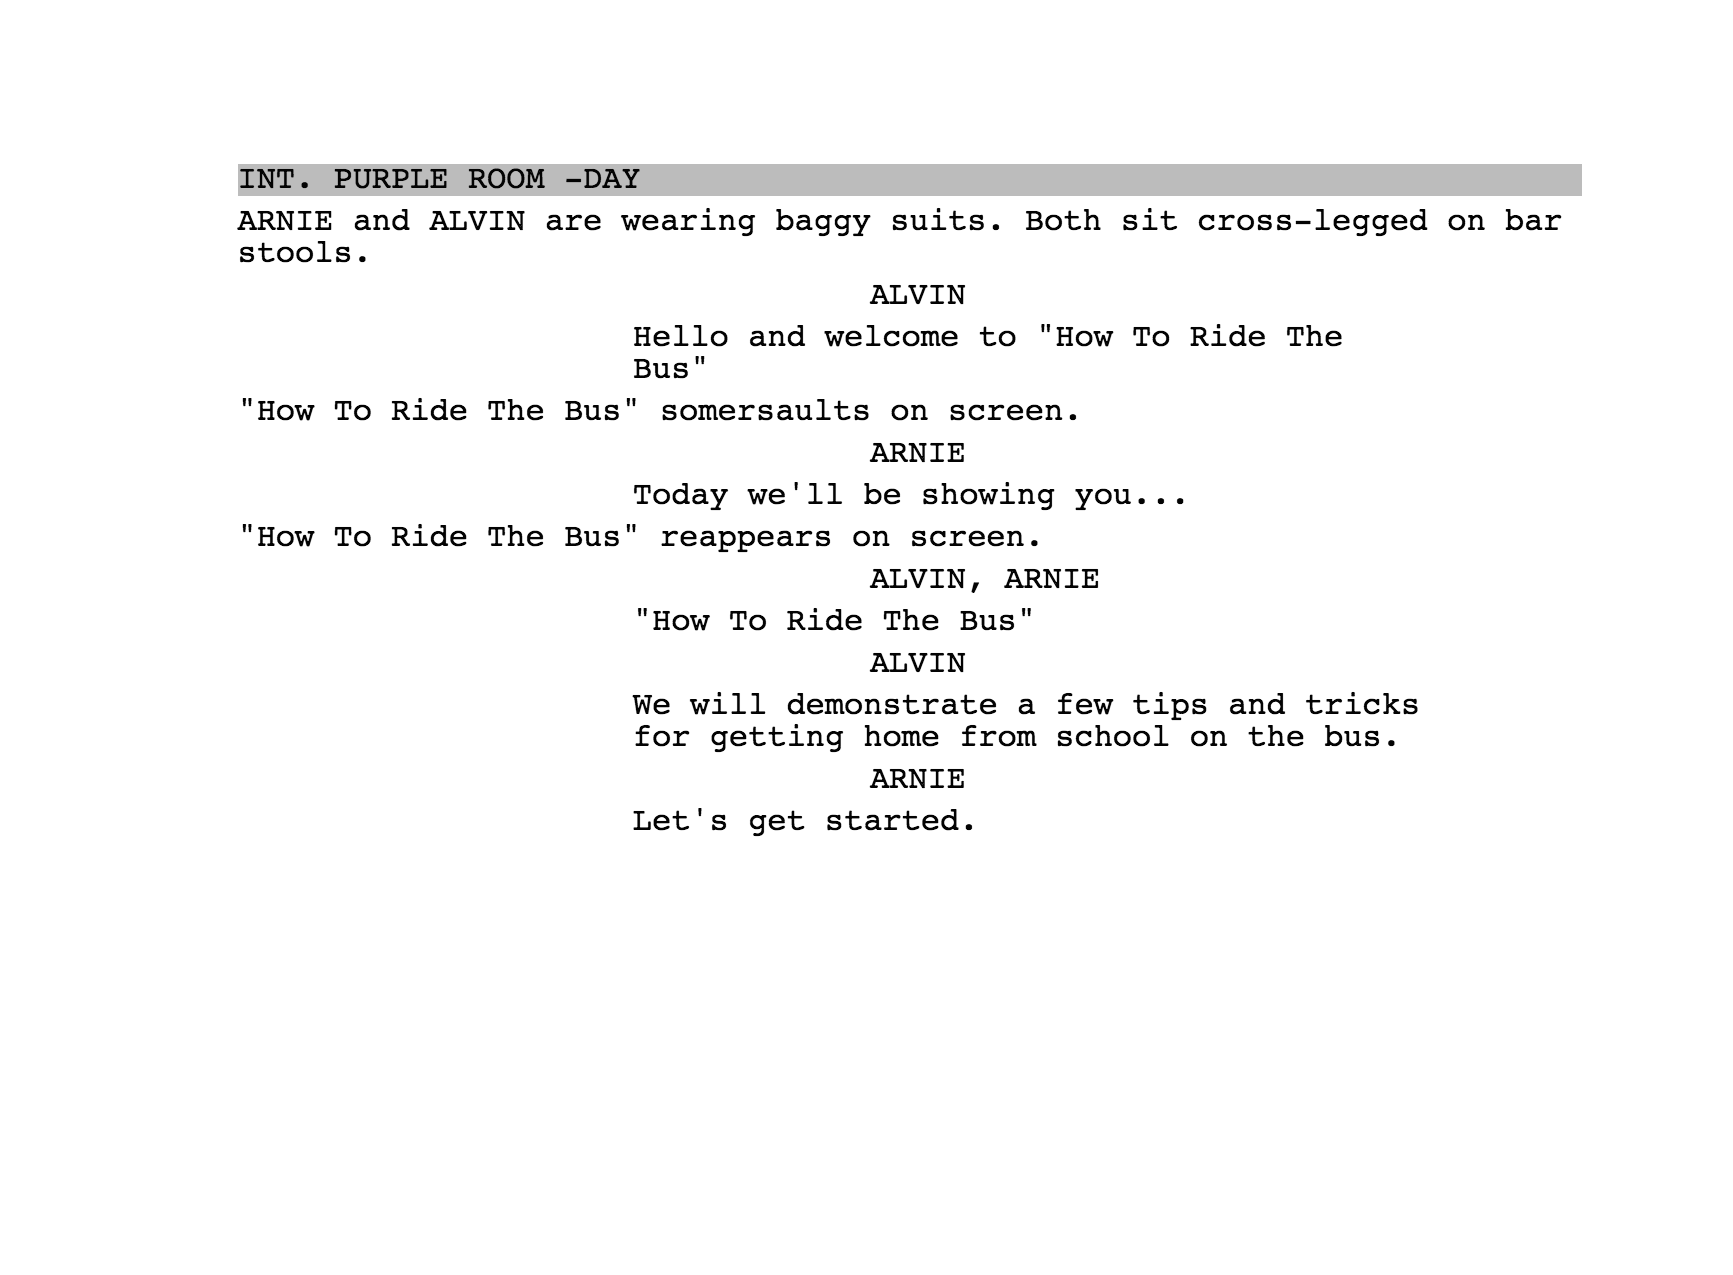 INT. PURPLE ROOM -DAY
ARNIE and ALVIN are wearing baggy suits. Both sit cross-legged on bar
stools.
ALVIN
Hello and welcome to "How To Ride The
Bus"
"How To Ride The Bus" somersaults on screen.
ARNIE
Today we'll be showing you...
"How To Ride The Bus" reappears on screen.
ALVIN, ARNIE
"How To Ride The Bus"
ALVIN
We will demonstrate a few tips and tricks
for getting home from school on the bus.
ARNIE
Let's get started.